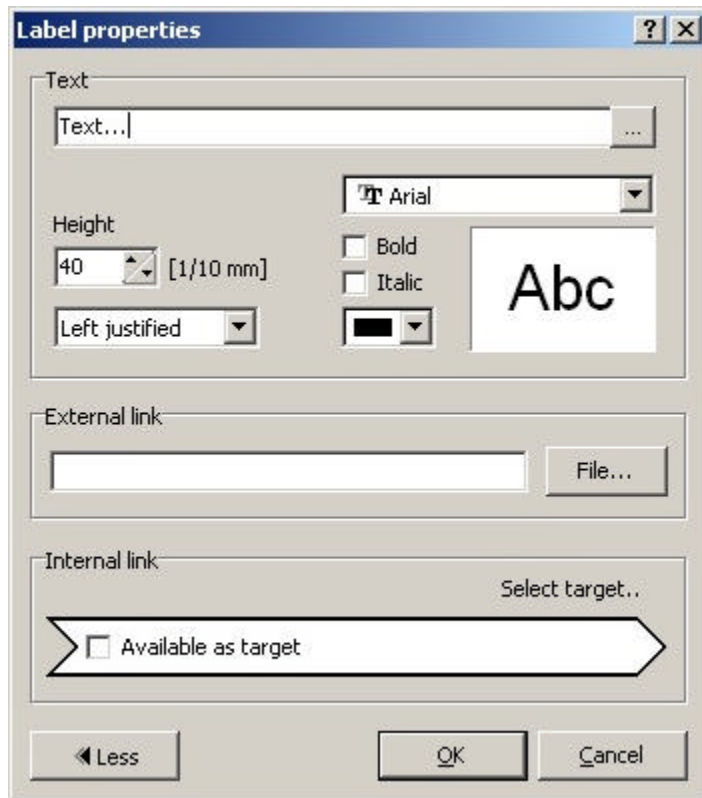 Label properties
Text
Text...
...
Arial
Height
Bold
40 [1/10 mm]
Italic
Abc
Left justified
External link
File...
Internal link
Select target..
Available as target
Less
OK
Cancel